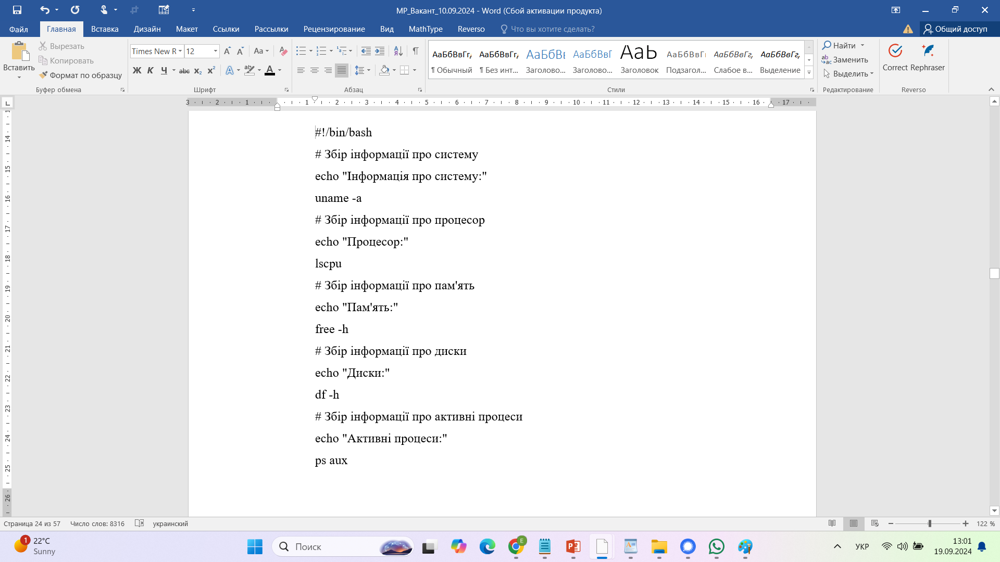 МР_Вакант_10.09.2024 - Word (Сбой активации продукта)
Файл Главная Вставка Дизайн Макет Ссылки Рассылки Рецензирование Вид MathType Reverso Что вы хотите сделать? Общий доступ
Вставить
Вырезать
Копировать
Формат по образцу
Буфер обмена
Times New R 12 Aa
Ж К Ч abc x₂ x² A ab A
Шрифт
Абзац
АаБбВвГг, АаБбВвГг, АаБбВв АаБбВвГ АаЬ АаБбВвГг АаБбВвГг, АаБбВвГг,
¶ Обычный ¶ Без инт... Заголово... Заголово... Заголовок Подзагол... Слабое в... Выделение
Стили
Найти
Заменить
Выделить
Редактирование
Correct Rephraser
Reverso
3 2 1 1 2 3 4 5 6 7 8 9 10 11 12 13 14 15 16 17
14
15
16
17
18
19
20
21
22
23
24
25
26
#!/bin/bash
# Збір інформації про систему
echo "Інформація про систему:"
uname -a
# Збір інформації про процесор
echo "Процесор:"
lscpu
# Збір інформації про пам'ять
echo "Пам'ять:"
free -h
# Збір інформації про диски
echo "Диски:"
df -h
# Збір інформації про активні процеси
echo "Активні процеси:"
ps aux
Страница 24 из 57 Число слов: 8316 украинский 122 %
1
22°C
Sunny
Поиск
E
УКР
13:01
19.09.2024